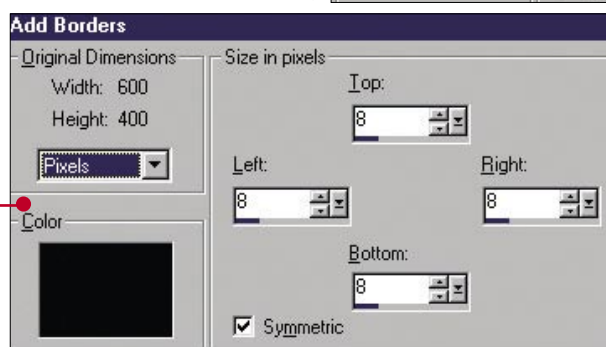 Add Borders
Original Dimensions
Width: 600
Height: 400
Pixels
Color
Size in pixels
Top:
8
Left:
8
Right:
8
Bottom:
8
Symmetric